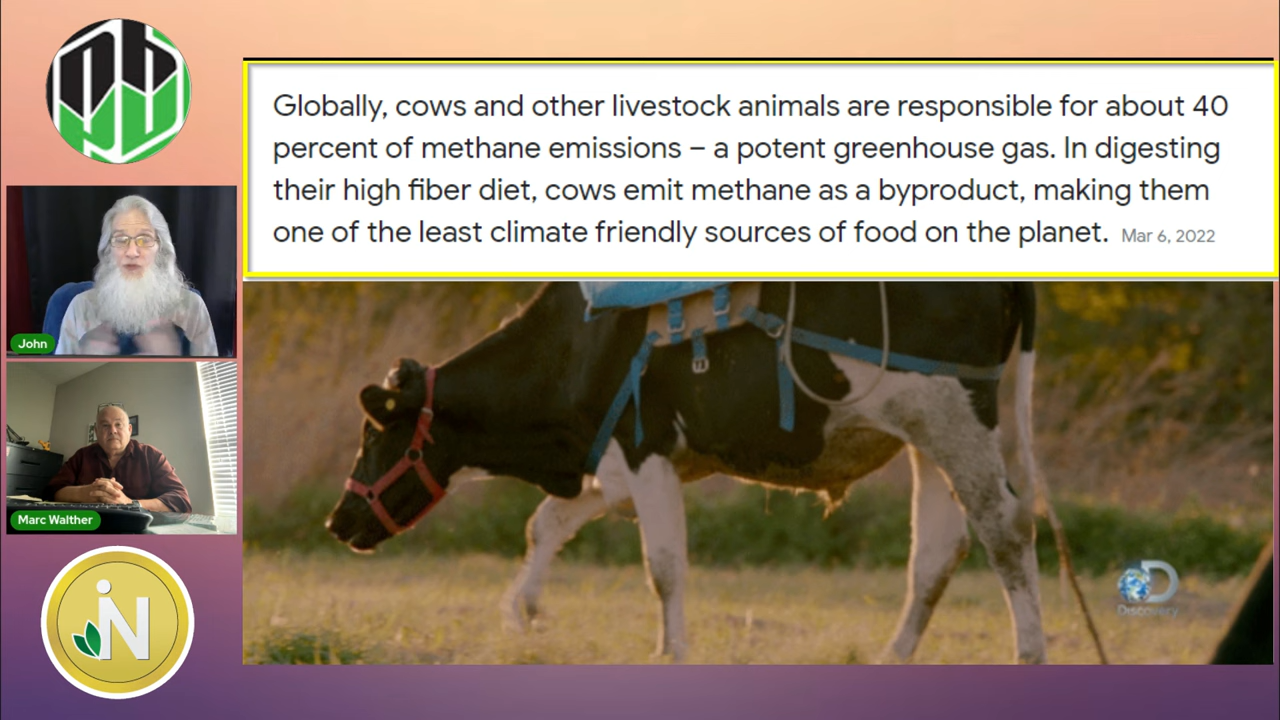 Globally, cows and other livestock animals are responsible for about 40
percent of methane emissions – a potent greenhouse gas. In digesting
their high fiber diet, cows emit methane as a byproduct, making them
one of the least climate friendly sources of food on the planet. Mar 6, 2022
John
Marc Walther
iN
Discovery